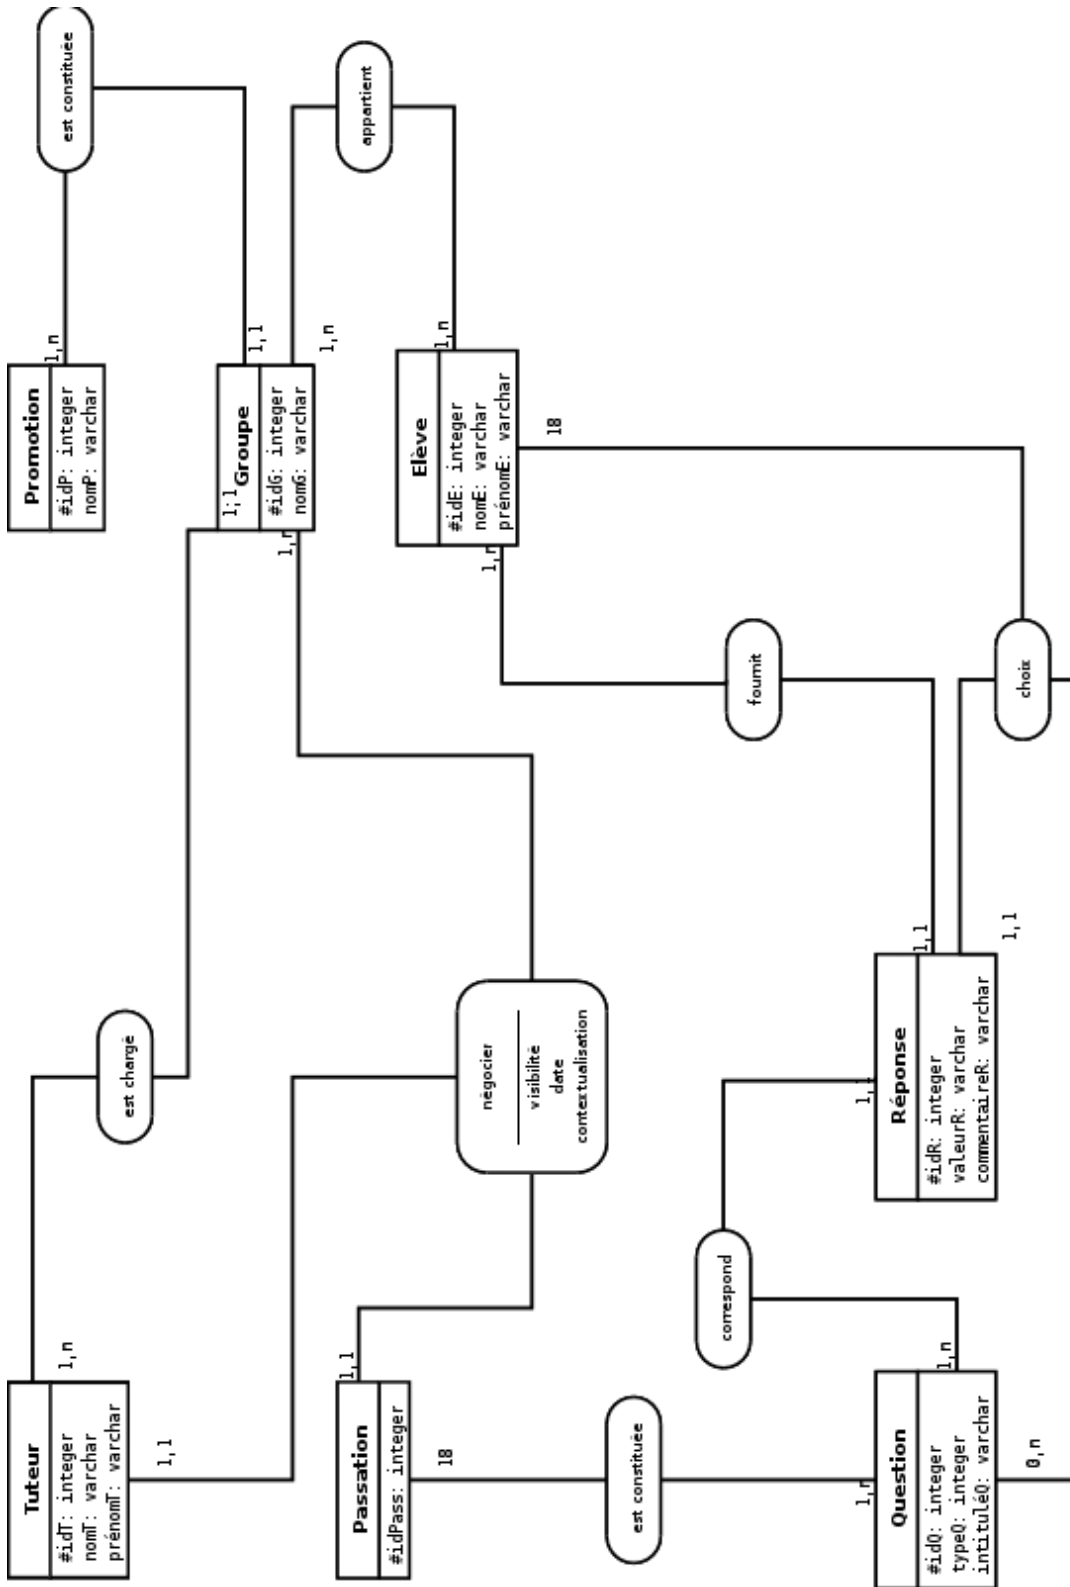 Tuteur
#idT: integer
nomT: varchar
prénomT: varchar
1,n
1,1
est chargé
Promotion
#idP: integer
nomP: varchar
1,n
est constituée
1;1
Groupe
#idG: integer
nomG: varchar
1,n
1,1
1,n
appartient
Passation
#idPass: integer
1,1
18
négocier
visibilité
date
contextualisation
Elève
#idE: integer
nomE: varchar
prénomE: varchar
1,n
1,n
18
est constituée
correspond
fournit
Question
#idQ: integer
typeQ: integer
intituléQ: varchar
1,n
1,n
0,n
Réponse
#idR: integer
valeurR: varchar
commentaireR: varchar
1,1
1,1
1,1
choix